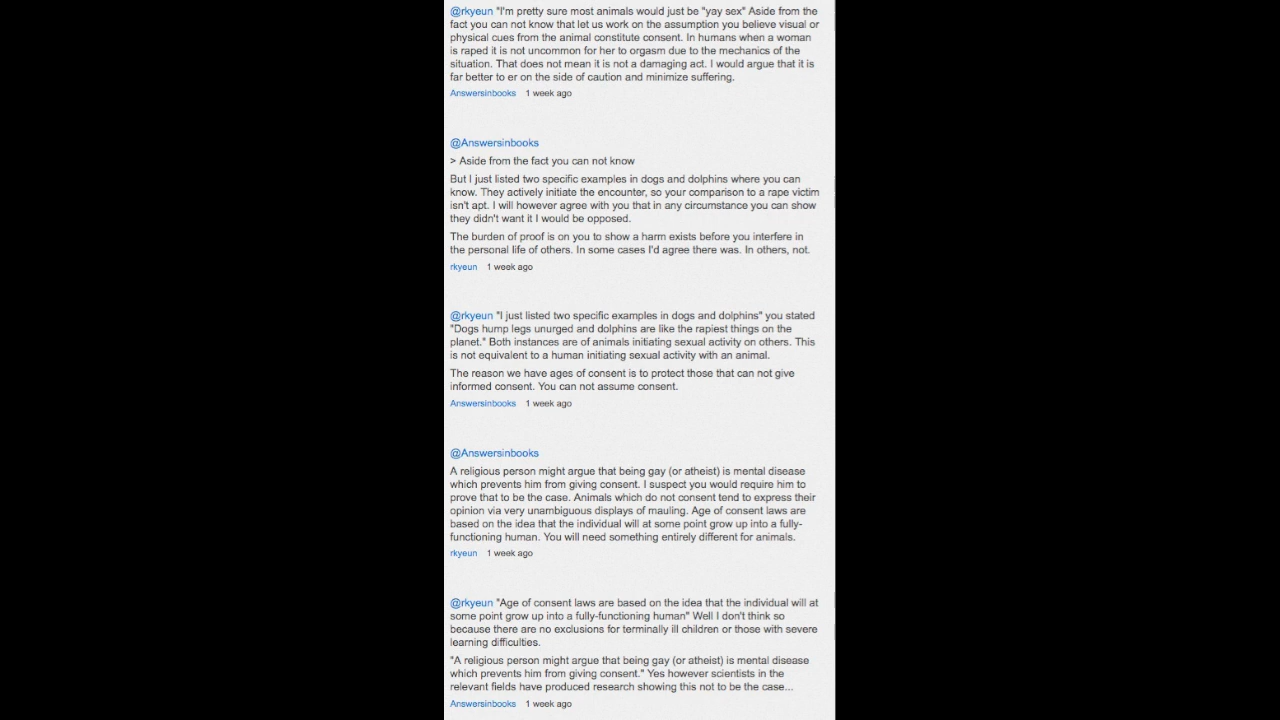 @rkyeun "I'm pretty sure most animals would just be "yay sex" Aside from the
fact you can not know that let us work on the assumption you believe visual or
physical cues from the animal constitute consent. In humans when a woman
is raped it is not uncommon for her to orgasm due to the mechanics of the
situation. That does not mean it is not a damaging act. I would argue that it is
far better to er on the side of caution and minimize suffering.
Answersinbooks 1 week ago
@Answersinbooks
> Aside from the fact you can not know
But I just listed two specific examples in dogs and dolphins where you can
know. They actively initiate the encounter, so your comparison to a rape victim
isn't apt. I will however agree with you that in any circumstance you can show
they didn't want it I would be opposed.
The burden of proof is on you to show a harm exists before you interfere in
the personal life of others. In some cases I'd agree there was. In others, not.
rkyeun 1 week ago
@rkyeun "I just listed two specific examples in dogs and dolphins" you stated
"Dogs hump legs unurged and dolphins are like the rapiest things on the
planet." Both instances are of animals initiating sexual activity on others. This
is not equivalent to a human initiating sexual activity with an animal.
The reason we have ages of consent is to protect those that can not give
informed consent. You can not assume consent.
Answersinbooks 1 week ago
@Answersinbooks
A religious person might argue that being gay (or atheist) is mental disease
which prevents him from giving consent. I suspect you would require him to
prove that to be the case. Animals which do not consent tend to express their
opinion via very unambiguous displays of mauling. Age of consent laws are
based on the idea that the individual will at some point grow up into a fully-
functioning human. You will need something entirely different for animals.
rkyeun 1 week ago
@rkyeun "Age of consent laws are based on the idea that the individual will at
some point grow up into a fully-functioning human" Well I don't think so
because there are no exclusions for terminally ill children or those with severe
learning difficulties.
"A religious person might argue that being gay (or atheist) is mental disease
which prevents him from giving consent." Yes however scientists in the
relevant fields have produced research showing this not to be the case...
Answersinbooks 1 week ago